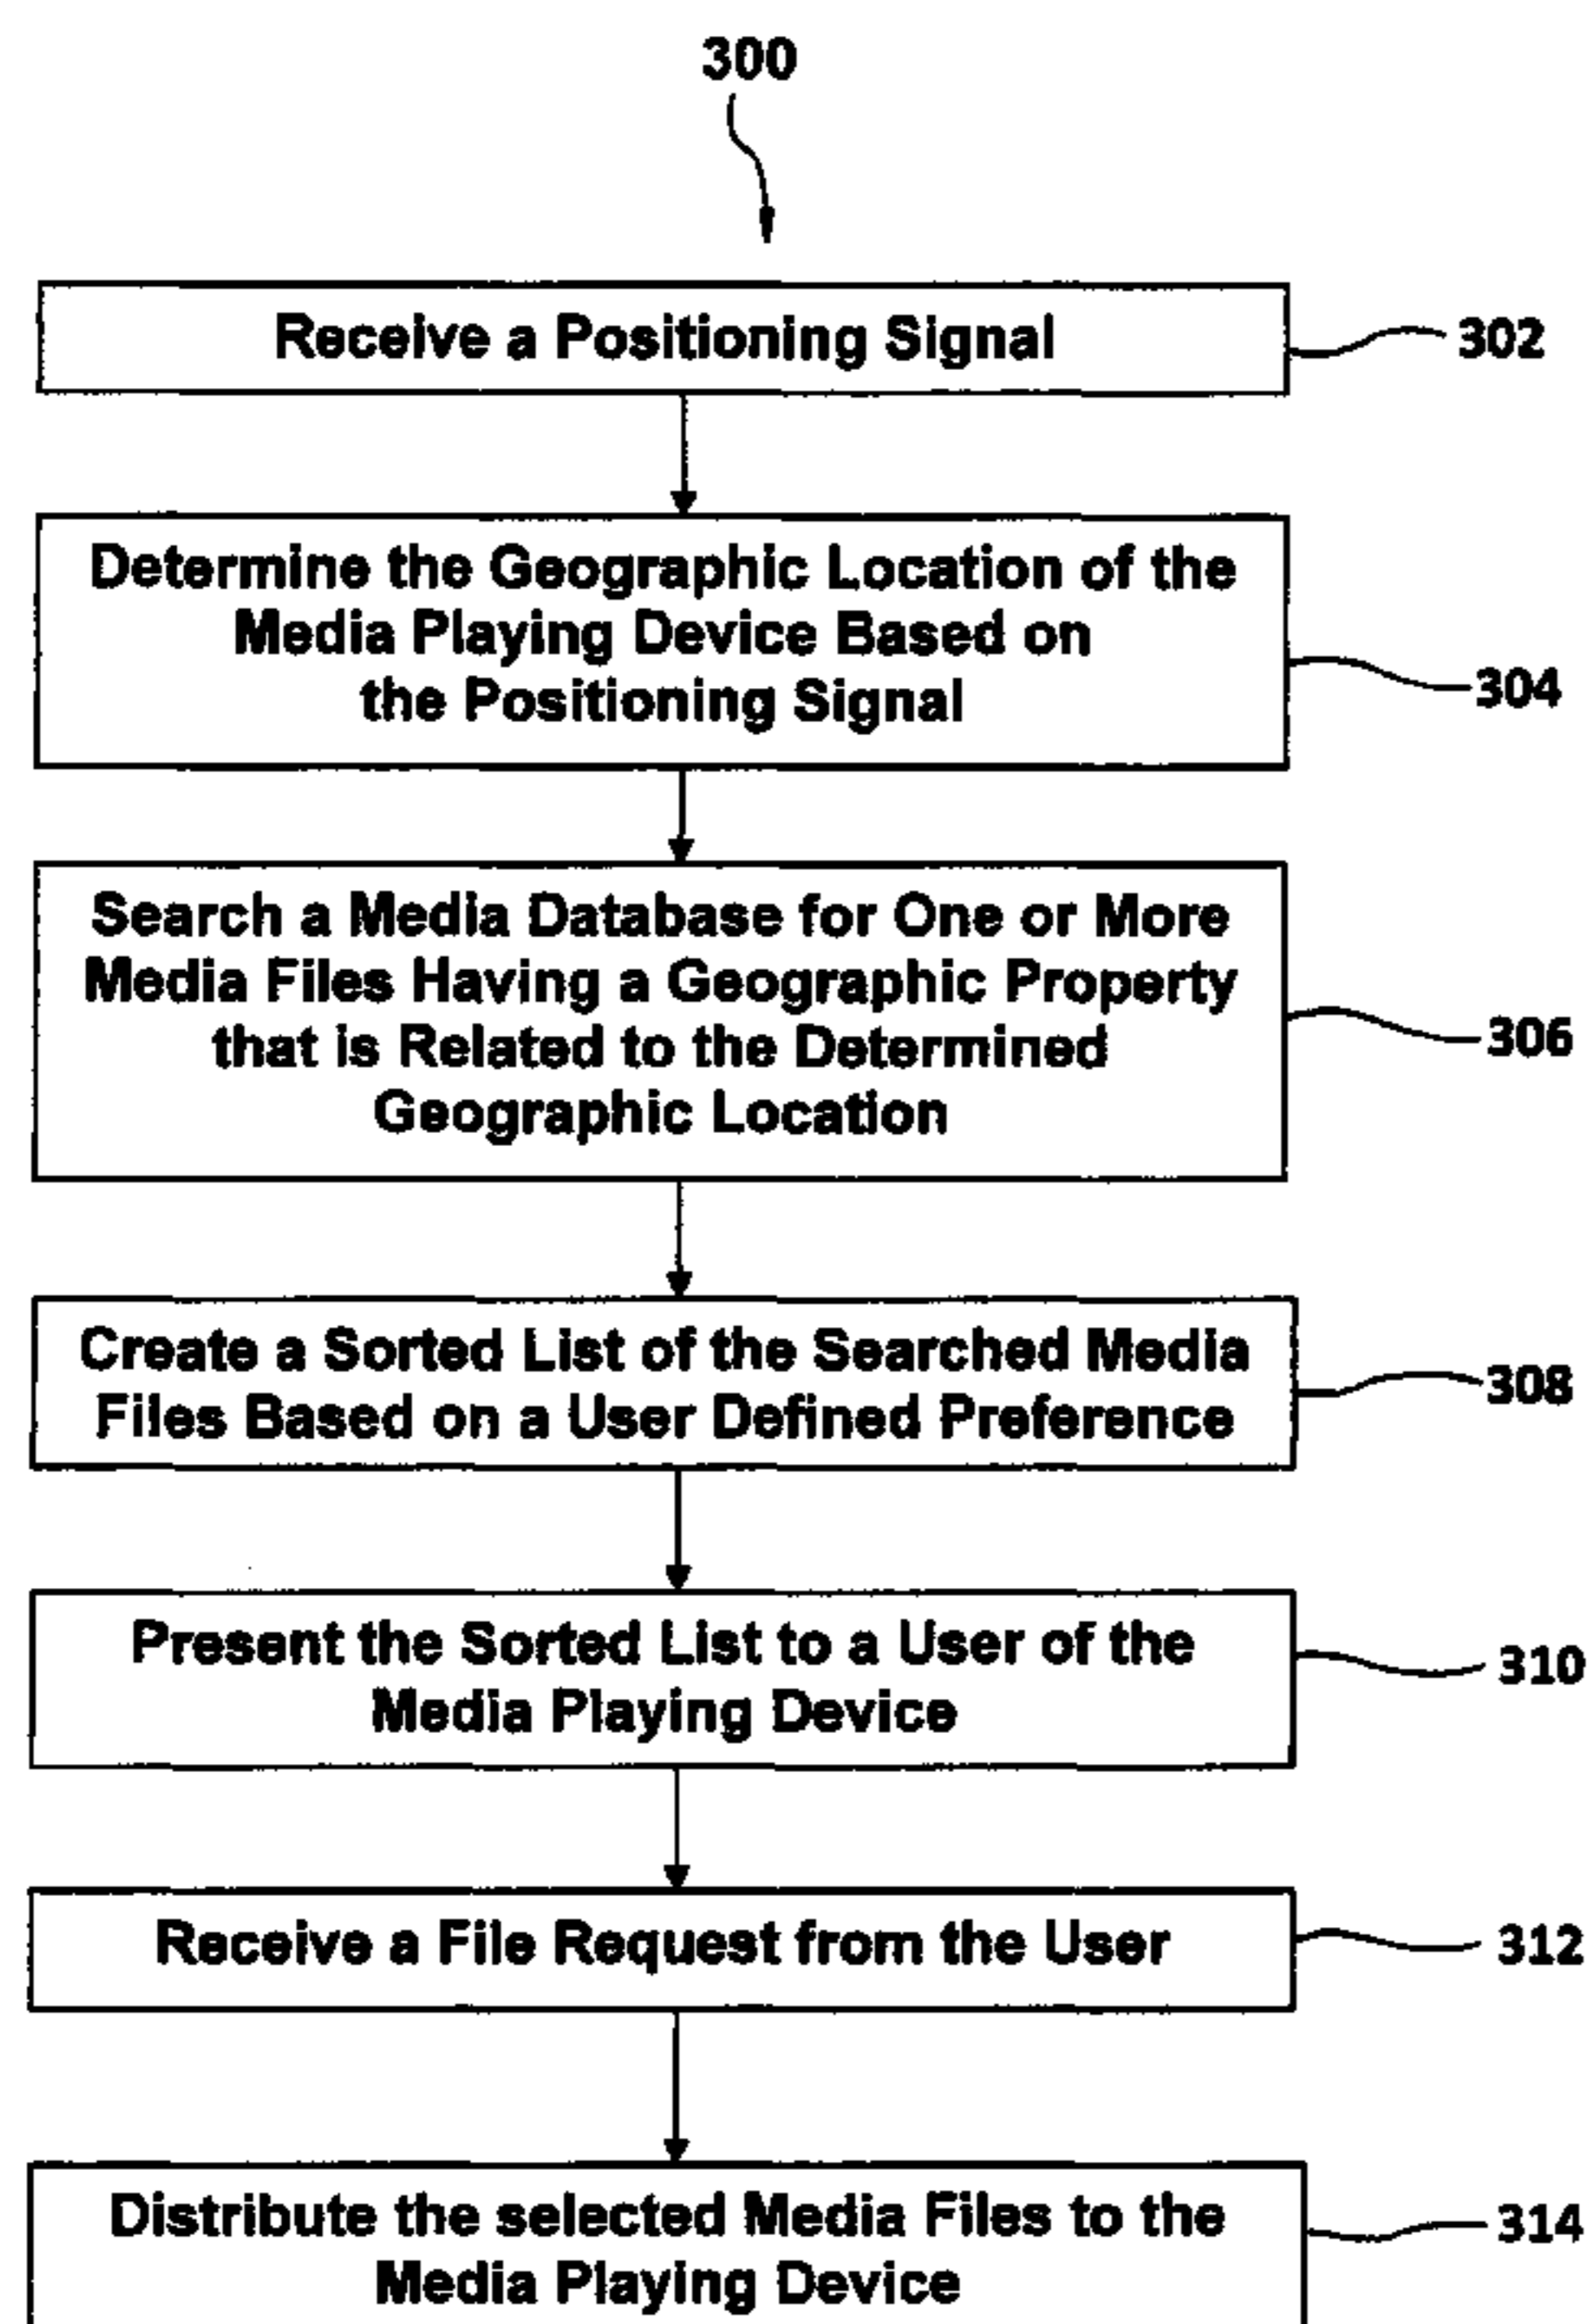 300
Receive a Positioning Signal
302
Determine the Geographic Location of the
Media Playing Device Based on
the Positioning Signal
304
Search a Media Database for One or More
Media Files Having a Geographic Property
that is Related to the Determined
Geographic Location
306
Create a Sorted List of the Searched Media
Files Based on a User Defined Preference
308
Present the Sorted List to a User of the
Media Playing Device
310
Receive a File Request from the User
312
Distribute the selected Media Files to the
Media Playing Device
314